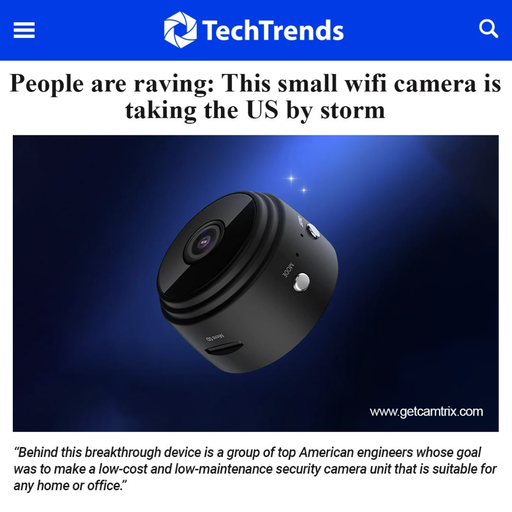 TechTrends
People are raving: This small wifi camera is
taking the US by storm
MODE
Micro SD
www.getcamtrix.com
“Behind this breakthrough device is a group of top American engineers whose goal
was to make a low-cost and low-maintenance security camera unit that is suitable for
any home or office.”